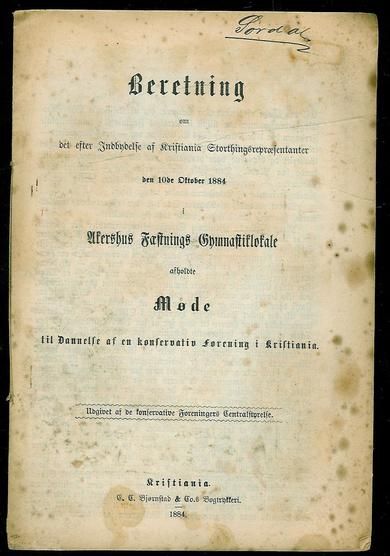 Sørdal
Beretning
om
det efter Indbydelse af Kristiania Storthingsrepræsentanter
den 10de Oktober 1884
i
Akershus Fæstnings Gymnastiklokale
afholdte
Møde
til Dannelse af en konservativ Forening i Kristiania.
Udgivet af de konservative Foreningers Centralstyrelse.
Kristiania.
C. C. Bjørnstad & Co.s Bogtrykkeri.
1884.